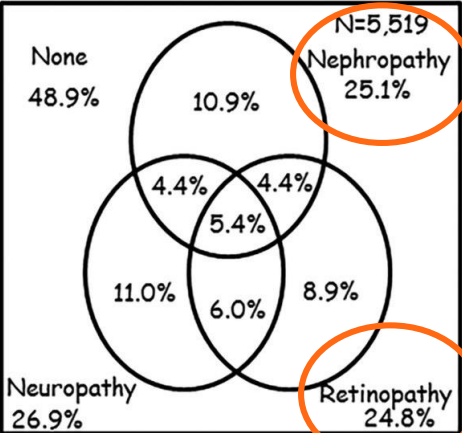 N=5,519
None
Nephropathy
48.9%
25.1%
10.9%
4.4%
4.4%
5.4%
11.0%
6.0%
8.9%
Neuropathy
26.9%
Retinopathy
24.8%